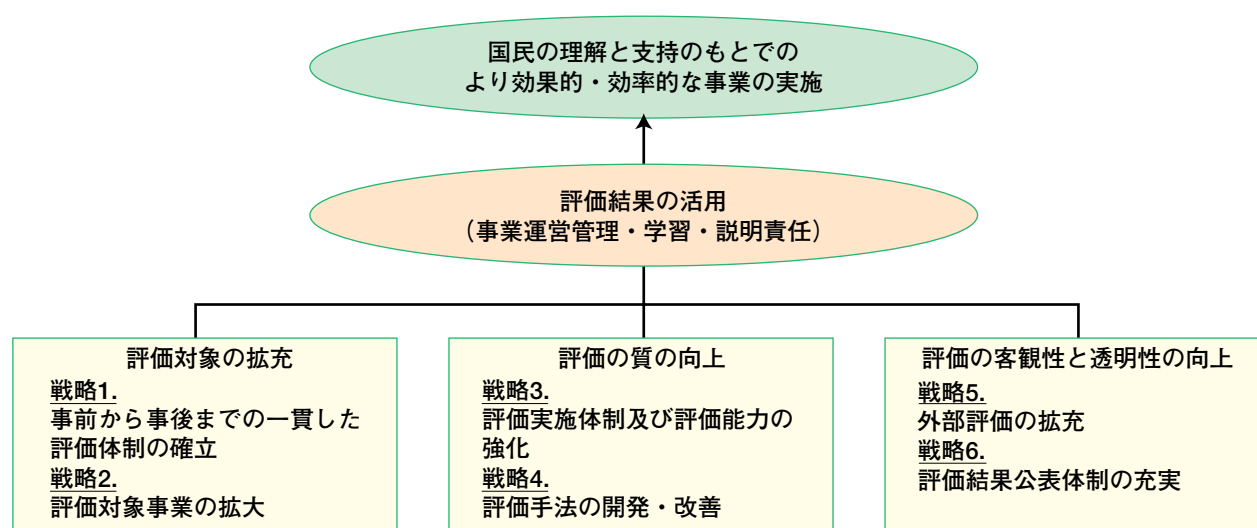 国民の理解と支持のもとでの
より効果的・効率的な事業の実施
評価結果の活用
（事業運営管理・学習・説明責任）
評価対象の拡充
戦略1.
事前から事後までの一貫した
評価体制の確立
戦略2.
評価対象事業の拡大
評価の質の向上
戦略3.
評価実施体制及び評価能力の
強化
戦略4.
評価手法の開発・改善
評価の客観性と透明性の向上
戦略5.
外部評価の拡充
戦略6.
評価結果公表体制の充実